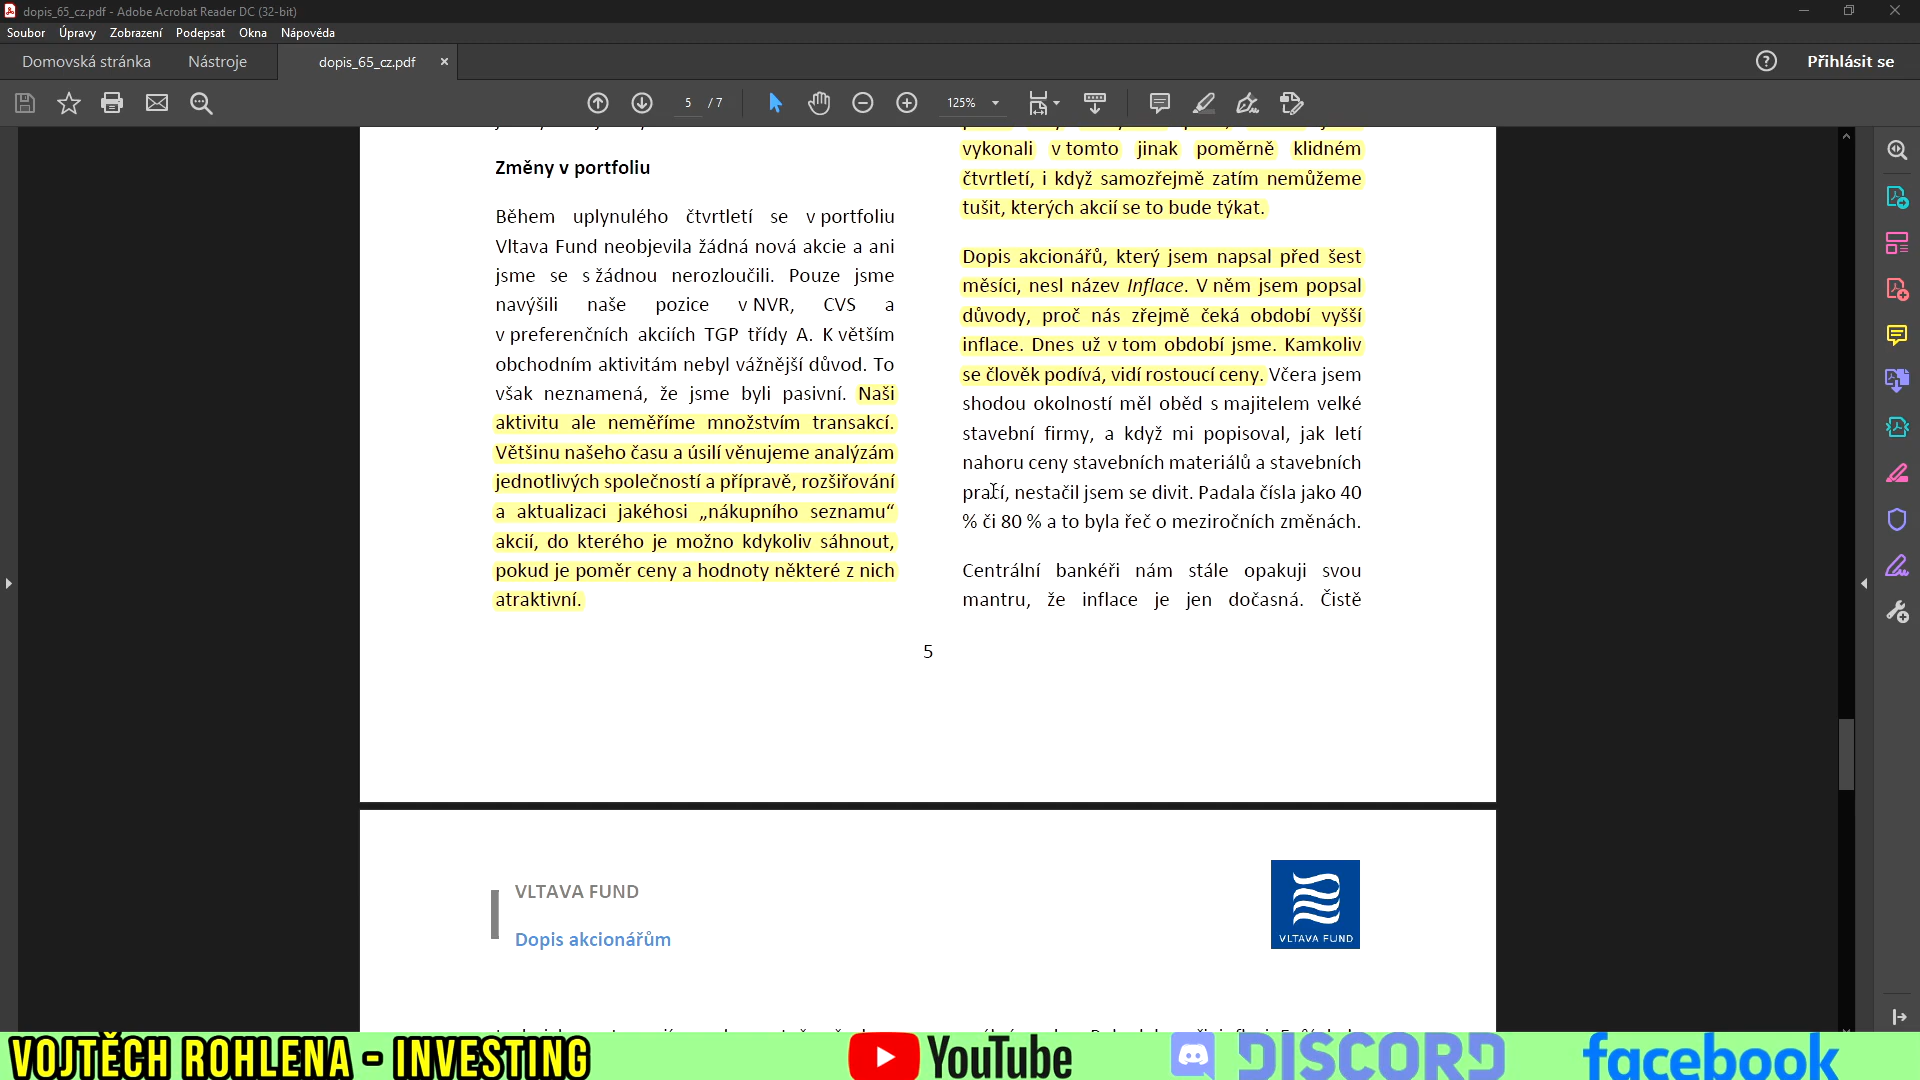 dopis_65_cz.pdf - Adobe Acrobat Reader DC (32-bit)
Soubor Úpravy Zobrazení Podepsat Okna Nápověda
Domovská stránka Nástroje dopis_65_cz.pdf Přihlásit se
5 / 7 125%
Změny v portfoliu
Během uplynulého čtvrtletí se v portfoliu
Vltava Fund neobjevila žádná nová akcie a ani
jsme se s žádnou nerozloučili. Pouze jsme
navýšili naše pozice v NVR, CVS a
v preferenčních akciích TGP třídy A. K větším
obchodním aktivitám nebyl vážnější důvod. To
však neznamená, že jsme byli pasivní. Naši
aktivitu ale neměříme množstvím transakcí.
Většinu našeho času a úsilí věnujeme analýzám
jednotlivých společností a přípravě, rozšiřování
a aktualizaci jakéhosi „nákupního seznamu“
akcií, do kterého je možno kdykoliv sáhnout,
pokud je poměr ceny a hodnoty některé z nich
atraktivní.
vykonali v tomto jinak poměrně klidném
čtvrtletí, i když samozřejmě zatím nemůžeme
tušit, kterých akcií se to bude týkat.
Dopis akcionářů, který jsem napsal před šest
měsíci, nesl název Inflace. V něm jsem popsal
důvody, proč nás zřejmě čeká období vyšší
inflace. Dnes už v tom období jsme. Kamkoliv
se člověk podívá, vidí rostoucí ceny. Včera jsem
shodou okolností měl oběd s majitelem velké
stavební firmy, a když mi popisoval, jak letí
nahoru ceny stavebních materiálů a stavebních
prací, nestačil jsem se divit. Padala čísla jako 40
% či 80 % a to byla řeč o meziročních změnách.
Centrální bankéři nám stále opakuji svou
mantru, že inflace je jen dočasná. Čistě
5
VLTAVA FUND
Dopis akcionářům
VLTAVA FUND
VOJTĚCH ROHLENA - INVESTING YouTube DISCORD facebook